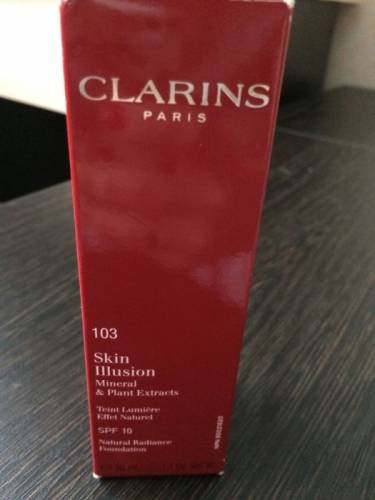 CLARINS
PARIS
103
Skin
Illusion
Mineral
& Plant Extracts
Teint Lumière
Effet Naturel
SPF 10
Natural Radiance
Foundation